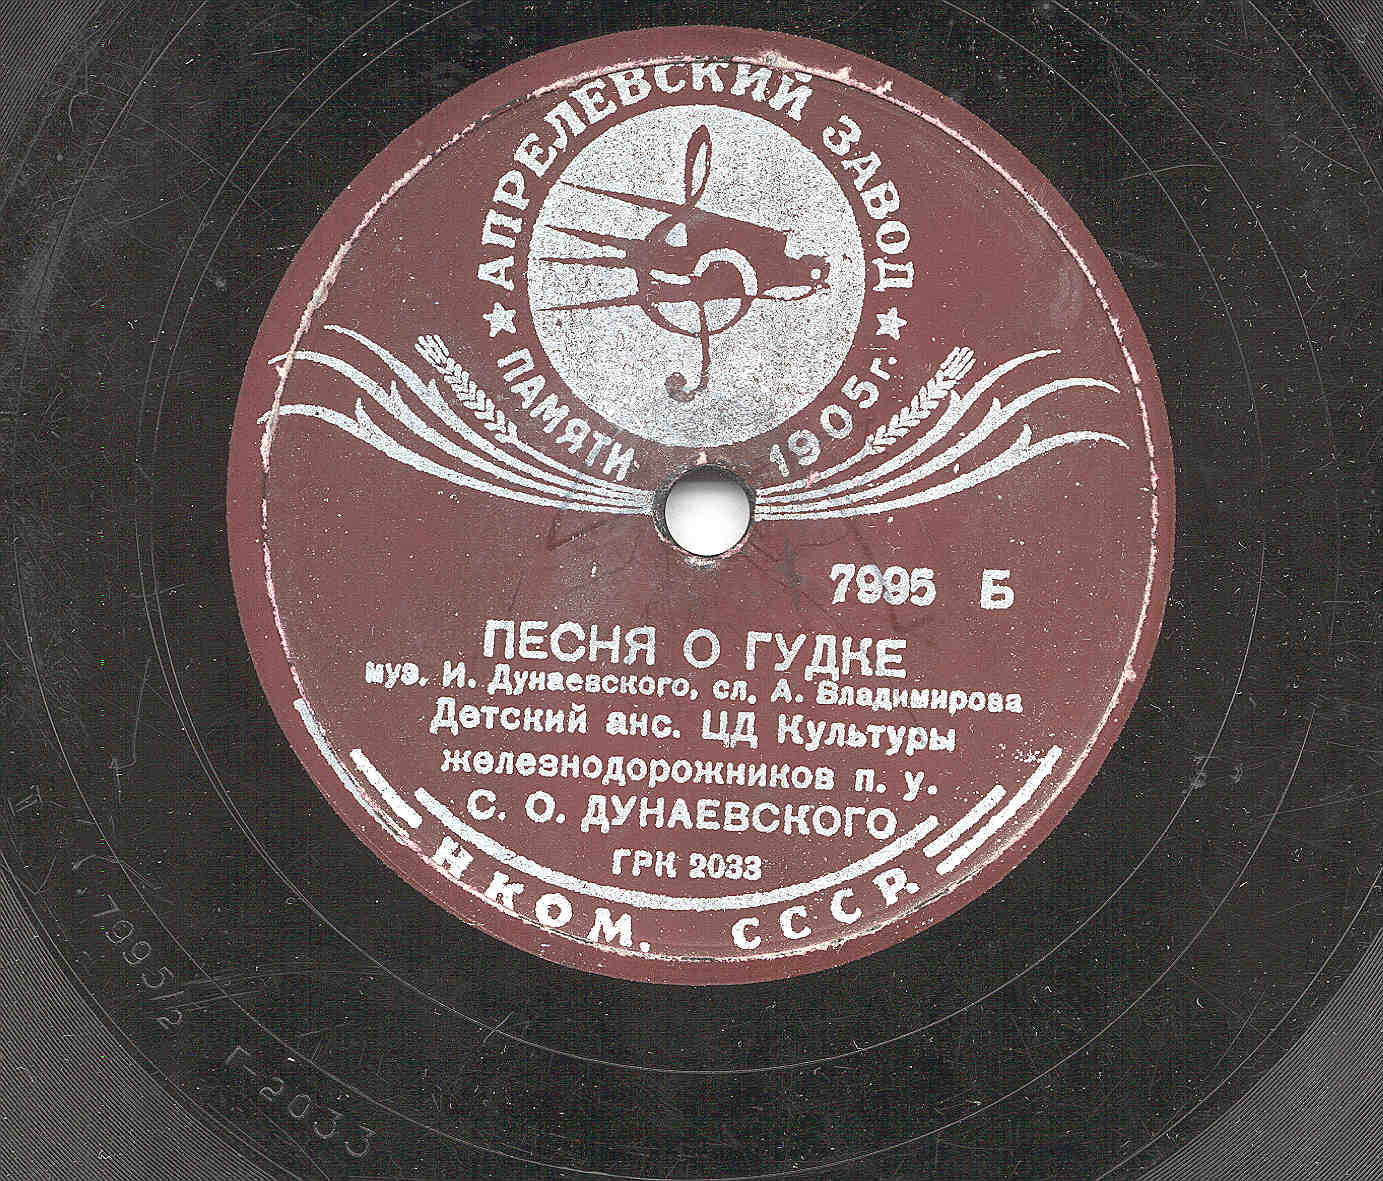 ★ АПРЕЛЕВСКИЙ ЗАВОД ★
ПАМЯТИ 1905 г.
7995 Б
ПЕСНЯ О ГУДКЕ
муз. И. Дунаевского, сл. А. Владимирова
Детский анс. ЦД Культуры
железнодорожников п. у.
С. О. ДУНАЕВСКОГО
ГРК 2033
Н КОМ. СССР.
7995/2
Г-2033